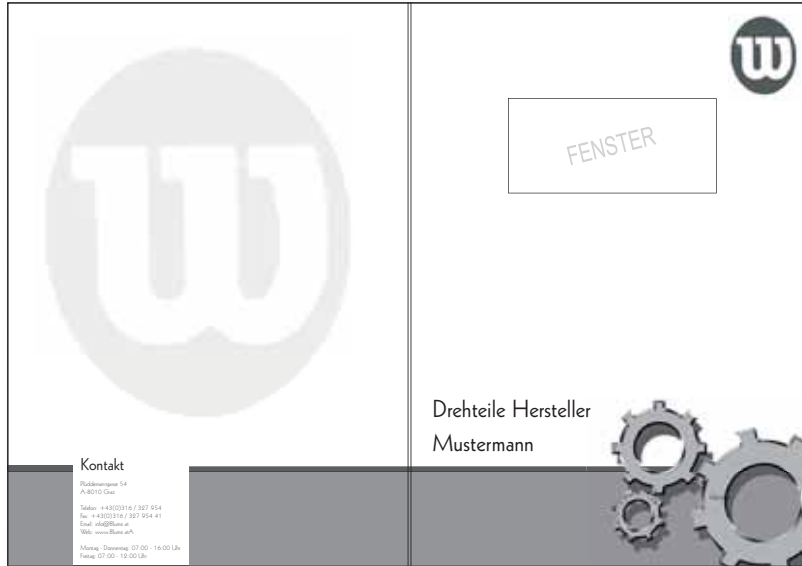 W
Kontakt
A-8010 Graz
Telefon: +43(0)316 / 327 954
Fax: +43(0)316 / 327 954 41
Email: info@Blume.at
Web: www.Blume.at
Montag - Donnerstag: 07:00 - 16:00 Uhr
Freitag: 07:00 - 12:00 Uhr
W
FENSTER
Drehteile Hersteller
Mustermann